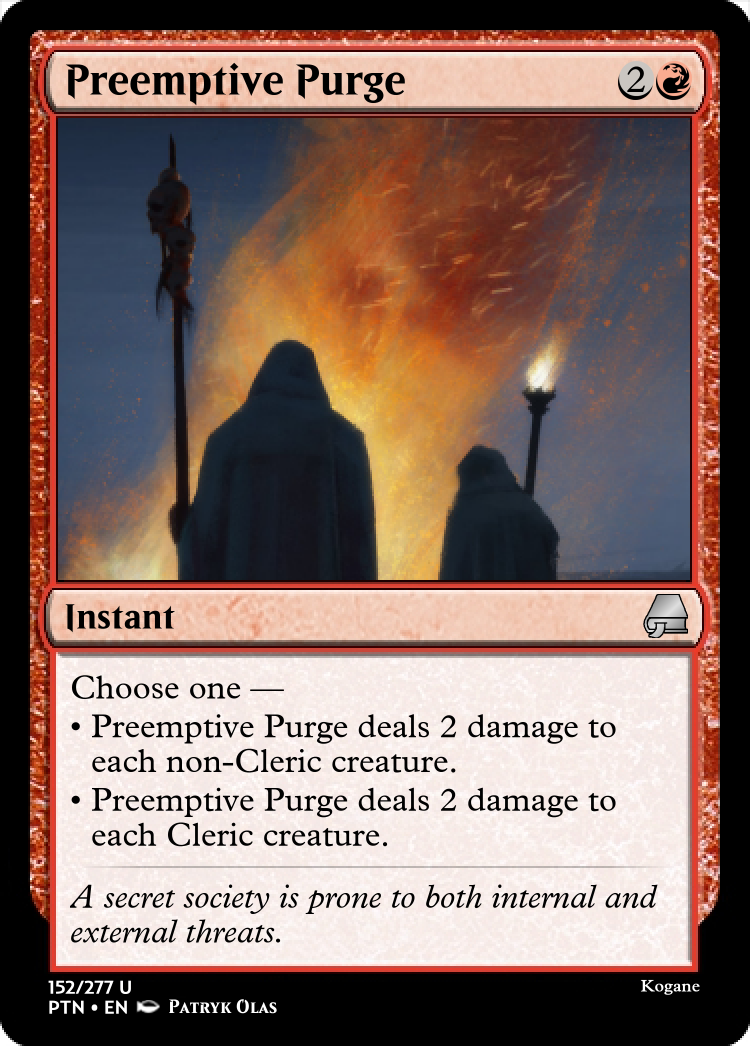 Preemptive Purge
2
Instant
Choose one —
• Preemptive Purge deals 2 damage to
each non-Cleric creature.
• Preemptive Purge deals 2 damage to
each Cleric creature.
A secret society is prone to both internal and
external threats.
152/277 U
Kogane
PTN • EN Patryk Olas